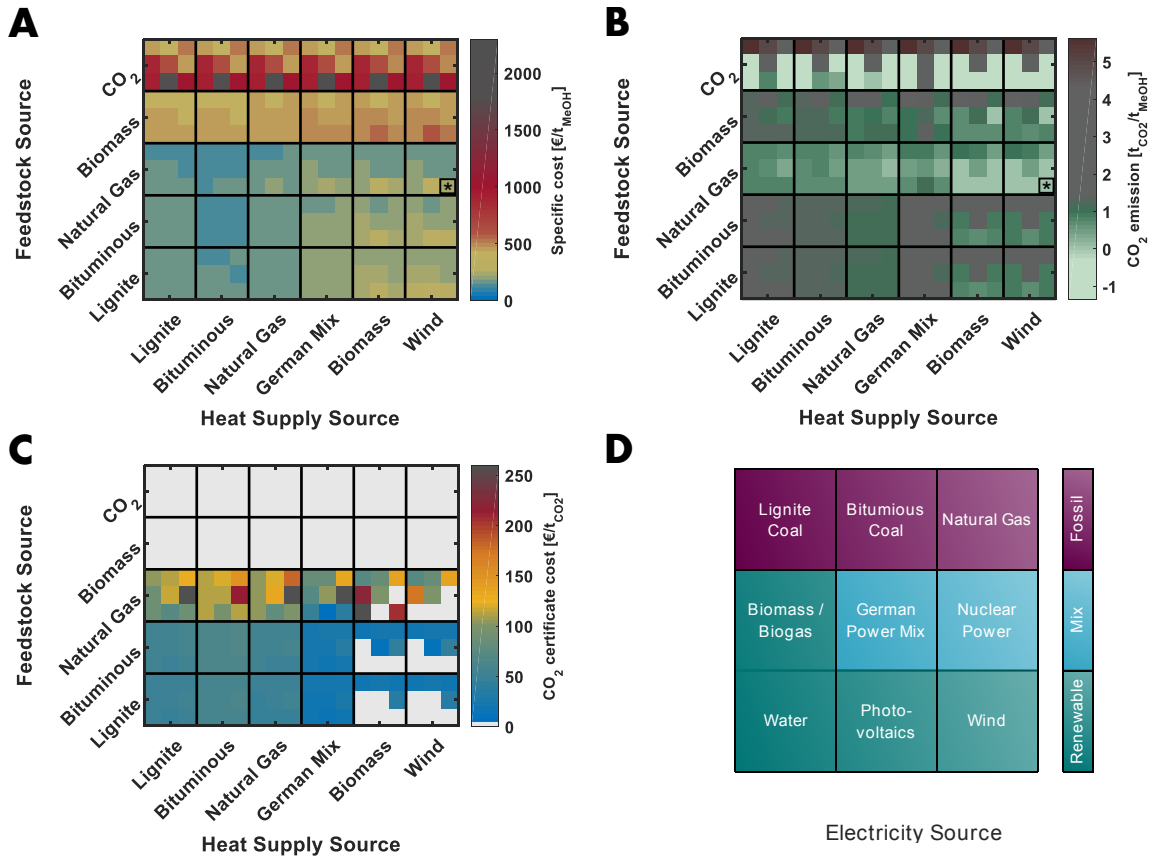 A
Feedstock Source
CO2
Biomass
Natural Gas
Bituminous
Lignite
*
Lignite
Bituminous
Natural Gas
German Mix
Biomass
Wind
Heat Supply Source
2000
1500
1000
500
0
Specific cost [€/tMeOH]
B
Feedstock Source
CO2
Biomass
Natural Gas
Bituminous
Lignite
*
Lignite
Bituminous
Natural Gas
German Mix
Biomass
Wind
Heat Supply Source
5
4
3
2
1
0
-1
CO2 emission [tCO2/tMeOH]
C
Feedstock Source
CO2
Biomass
Natural Gas
Bituminous
Lignite
Lignite
Bituminous
Natural Gas
German Mix
Biomass
Wind
Heat Supply Source
250
200
150
100
50
0
CO2 certificate cost [€/tCO2]
D
Lignite
Coal
Bitumious
Coal
Natural Gas
Biomass /
Biogas
German
Power Mix
Nuclear
Power
Water
Photo-
voltaics
Wind
Fossil
Mix
Renewable
Electricity Source